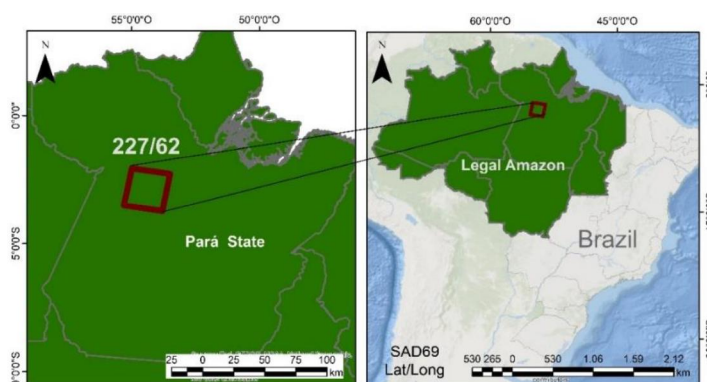 55°0'0"O 50°0'0"O
N
0°0'0"
227/62
Pará State
5°0'0"S
25 0 25 50 75 100
km
60°0'0"O 45°0'0"O
N
Legal Amazon
Brazil
SAD69
Lat/Long
530 265 0 530 1.06 1.59 2.12
km